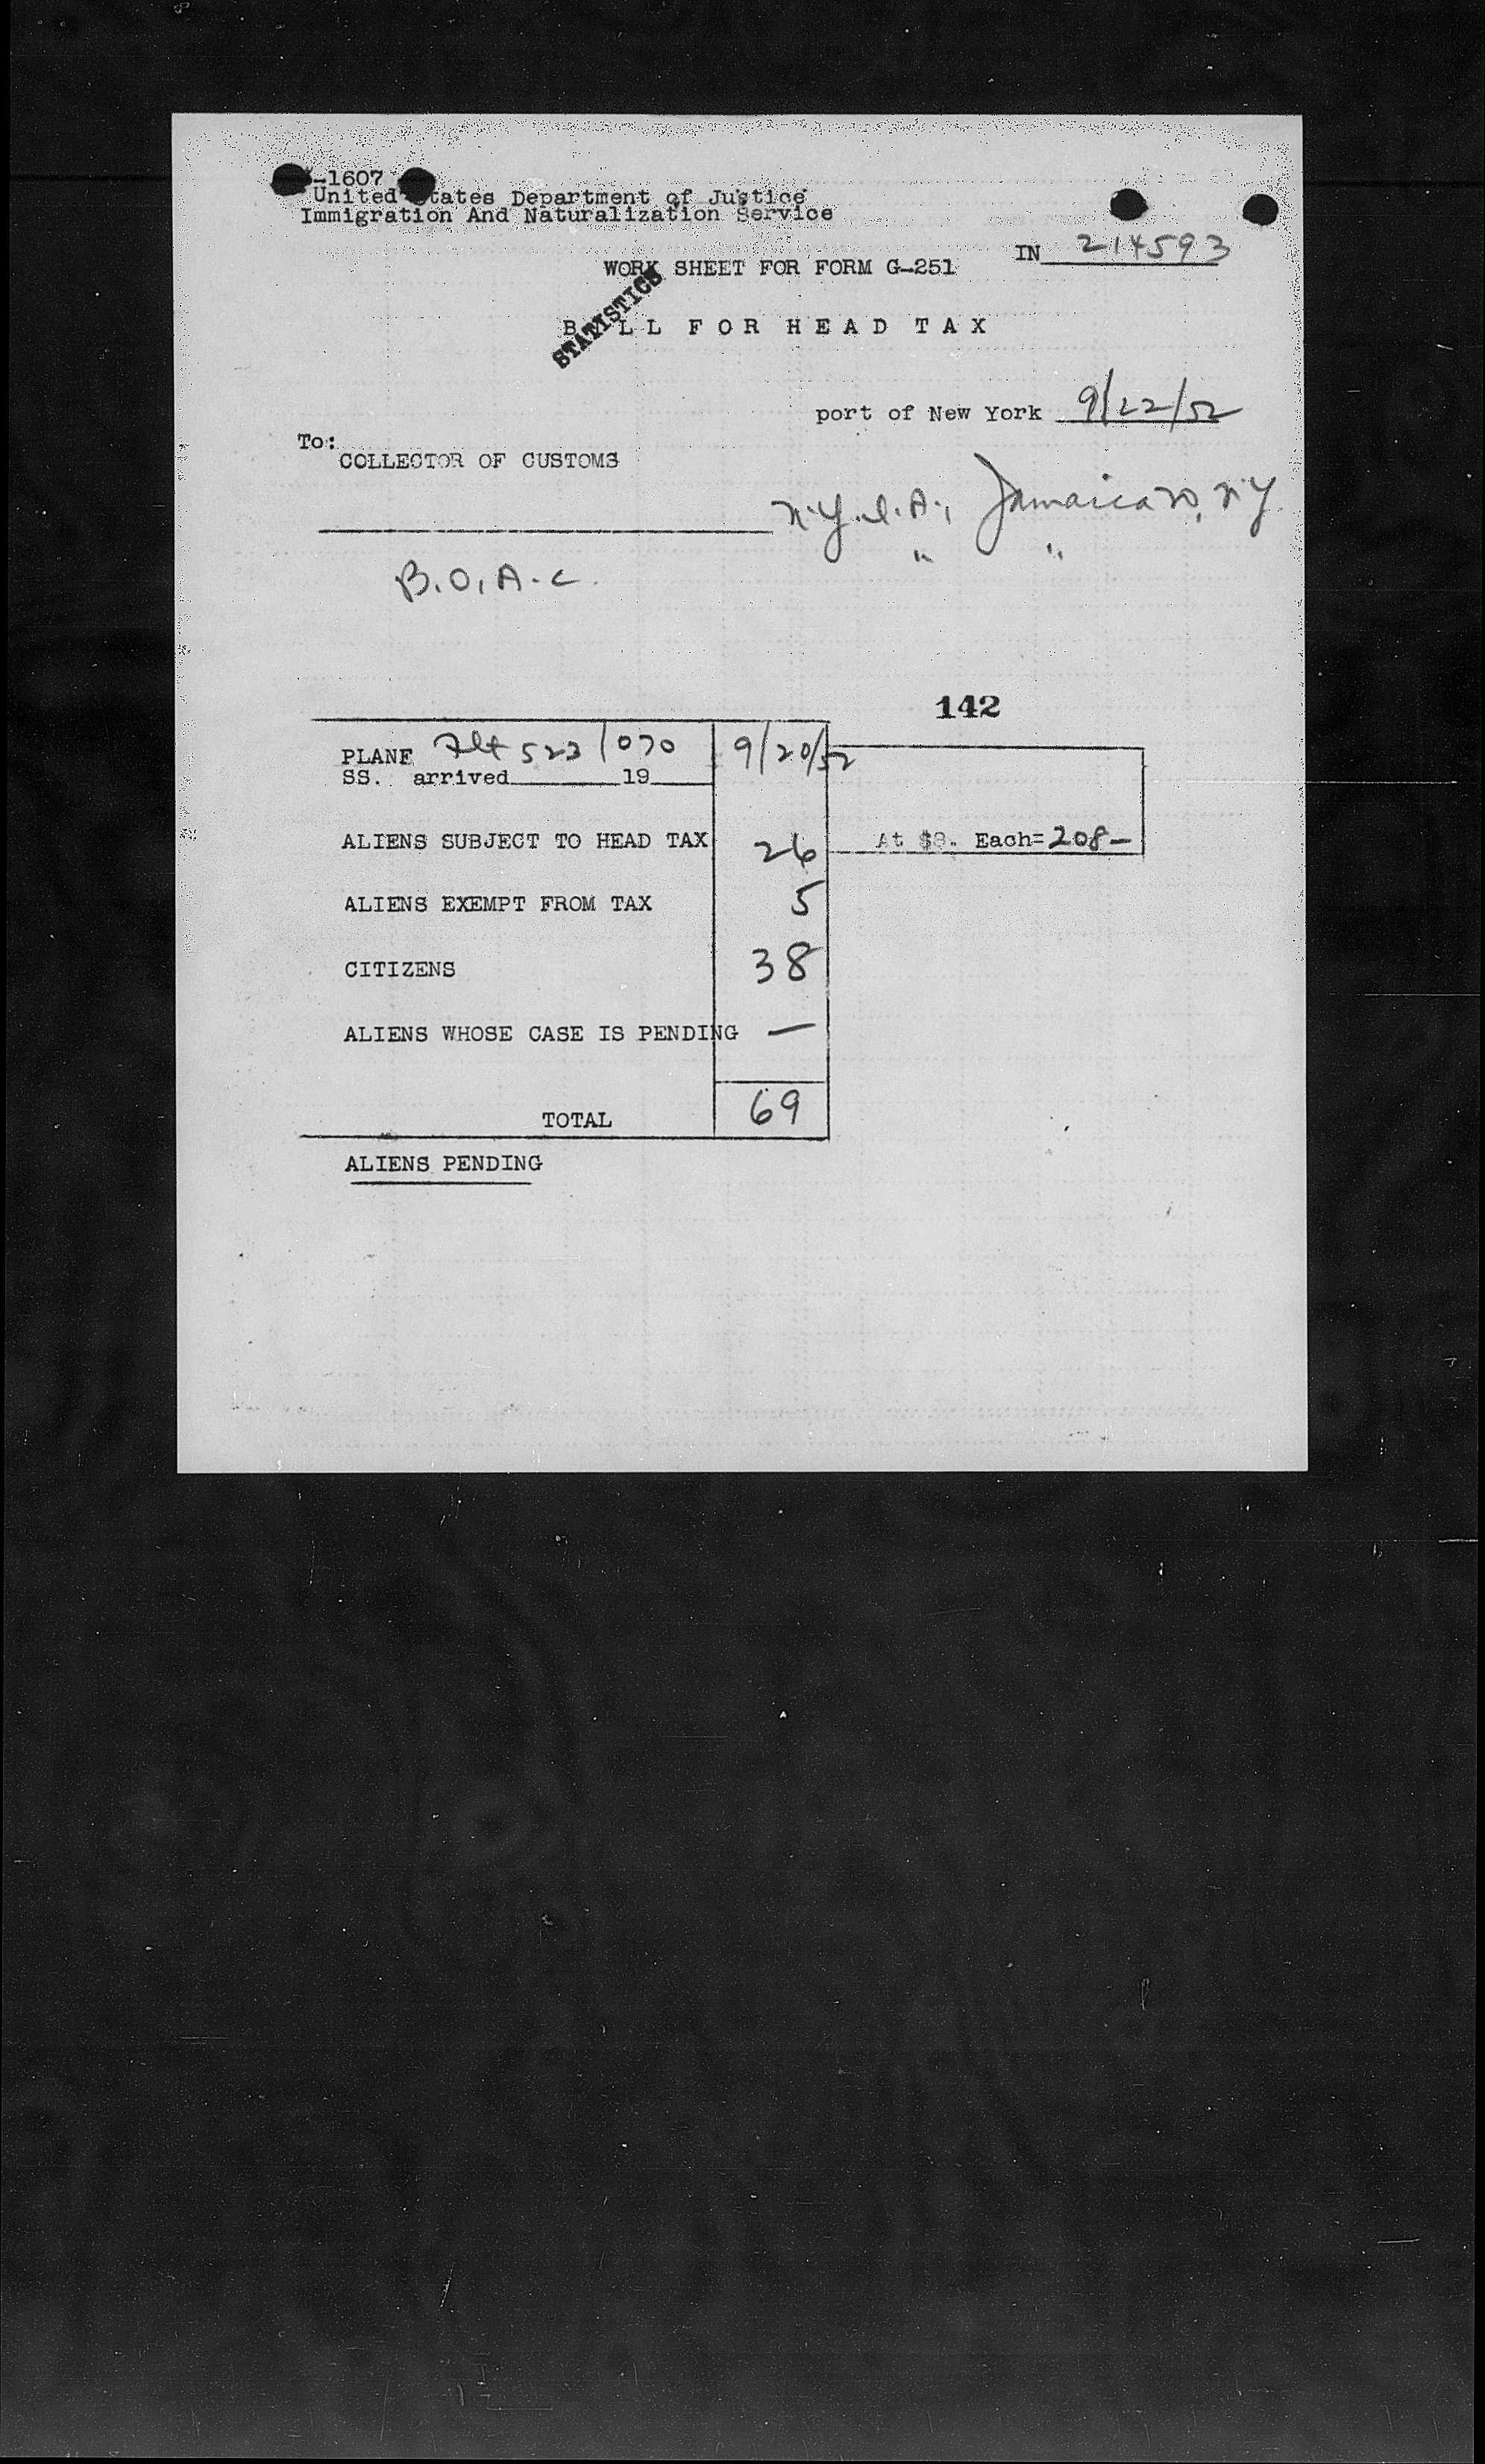 -1607
United States Department of Justice
Immigration And Naturalization Service
IN 214593
WORK SHEET FOR FORM G-251
STATISTICS
BILL FOR HEAD TAX
port of New York 9/22/52
To:
COLLECTOR OF CUSTOMS
N.Y.I.A., Jamaica 30, N.Y.
" "
B.O.A.C.
142
PLANE Flt 523/070 9/20/52
SS. arrived 19
ALIENS SUBJECT TO HEAD TAX 26 At $8. Each=208-
ALIENS EXEMPT FROM TAX 5
CITIZENS 38
ALIENS WHOSE CASE IS PENDING —
TOTAL 69
ALIENS PENDING